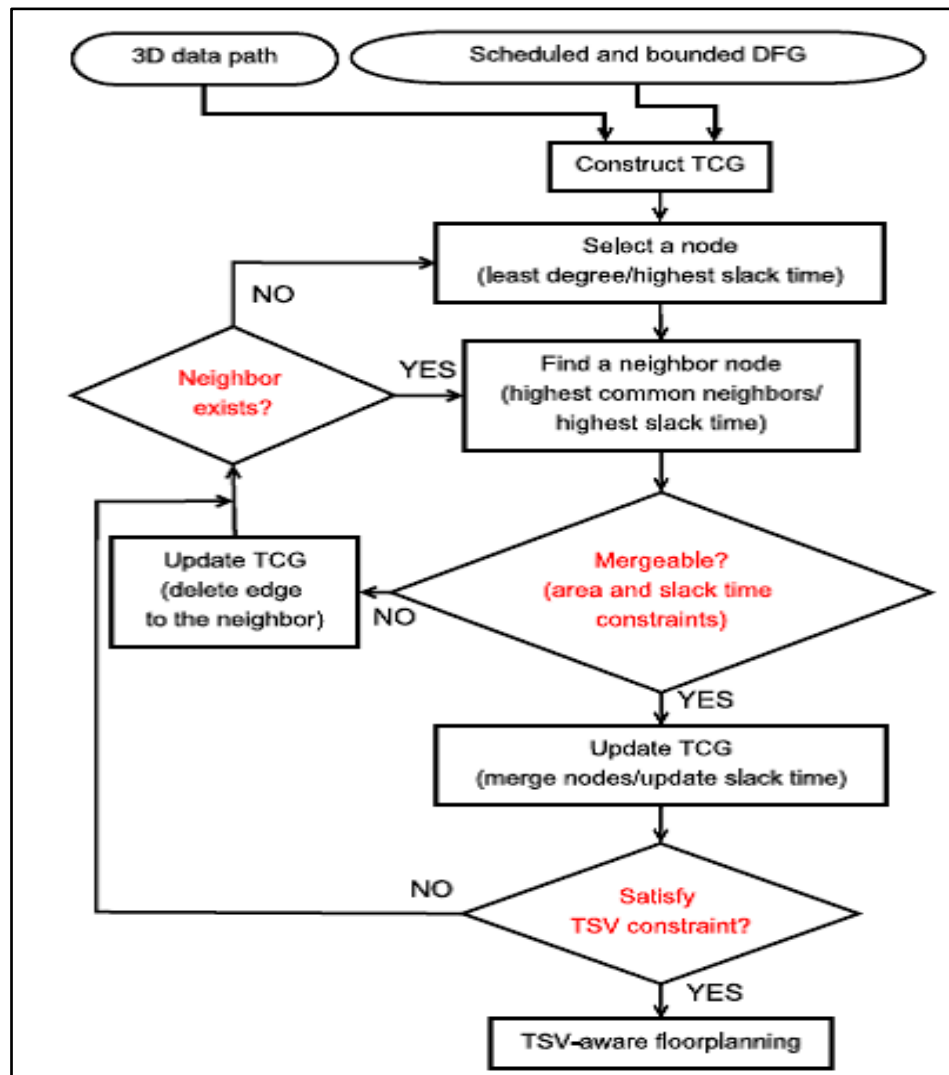 3D data path
Scheduled and bounded DFG
Construct TCG
Select a node
(least degree/highest slack time)
NO
Neighbor
exists?
YES
Find a neighbor node
(highest common neighbors/
highest slack time)
Update TCG
(delete edge
to the neighbor)
NO
Mergeable?
(area and slack time
constraints)
YES
Update TCG
(merge nodes/update slack time)
NO
Satisfy
TSV constraint?
YES
TSV-aware floorplanning